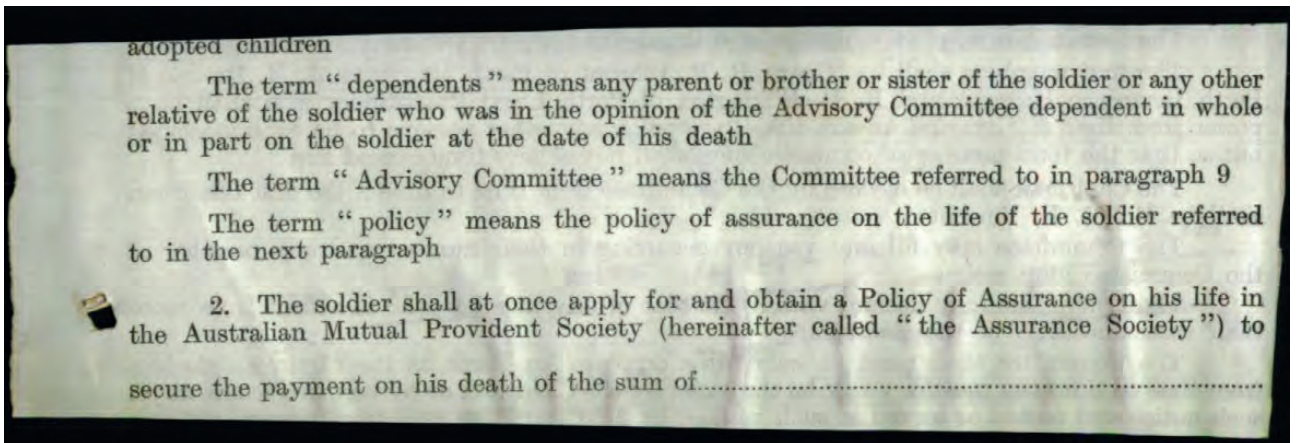 adopted children
The term “ dependents ” means any parent or brother or sister of the soldier or any other
relative of the soldier who was in the opinion of the Advisory Committee dependent in whole
or in part on the soldier at the date of his death
The term “ Advisory Committee ” means the Committee referred to in paragraph 9
The term “ policy ” means the policy of assurance on the life of the soldier referred
to in the next paragraph
2. The soldier shall at once apply for and obtain a Policy of Assurance on his life in
the Australian Mutual Provident Society (hereinafter called “ the Assurance Society ”) to
secure the payment on his death of the sum of..........................................................................................